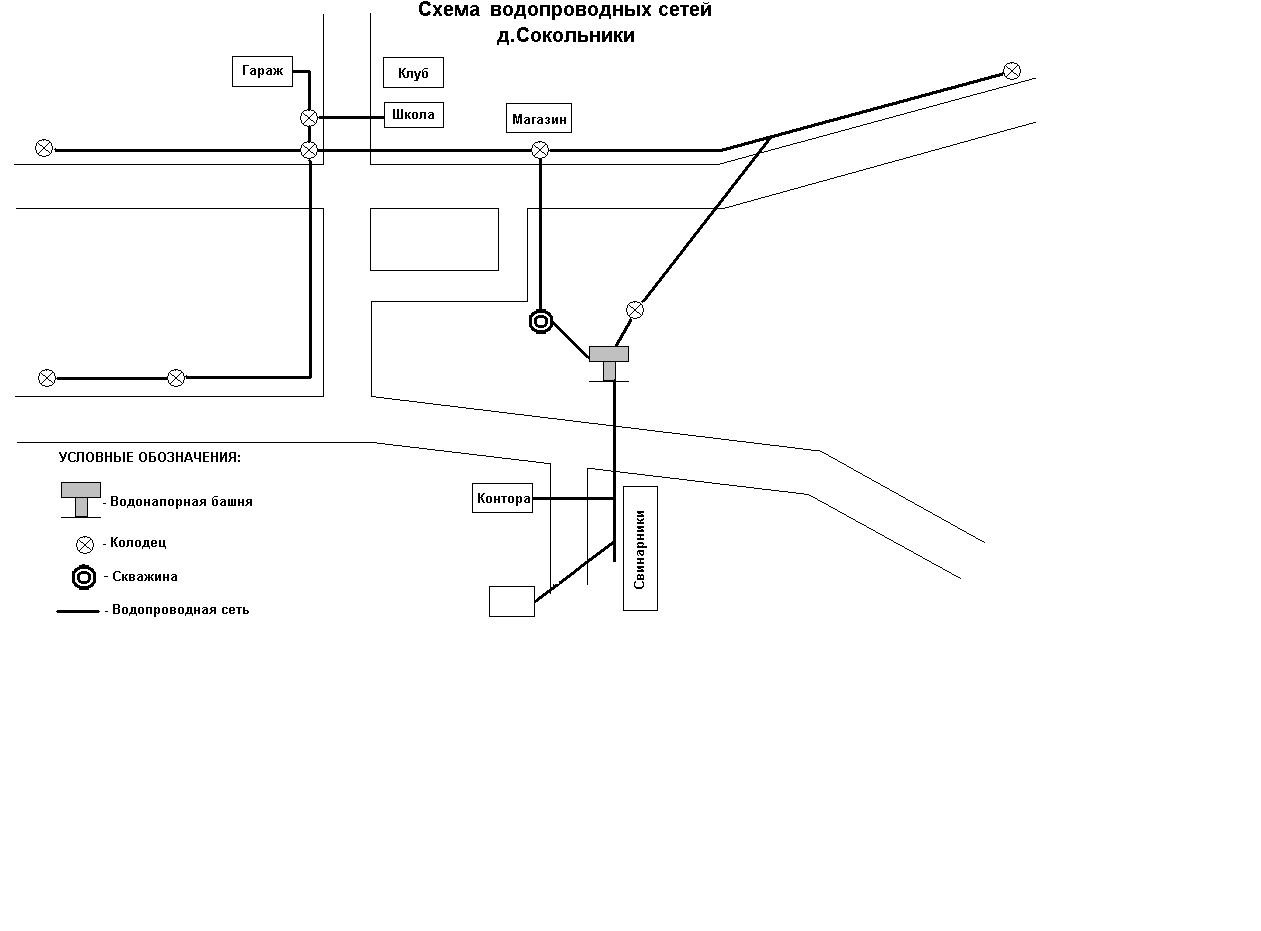 Схема водопроводных сетей
д.Сокольники
Гараж
Клуб
Школа
Магазин
УСЛОВНЫЕ ОБОЗНАЧЕНИЯ:
- Водонапорная башня
- Колодец
- Скважина
- Водопроводная сеть
Контора
Свинарники